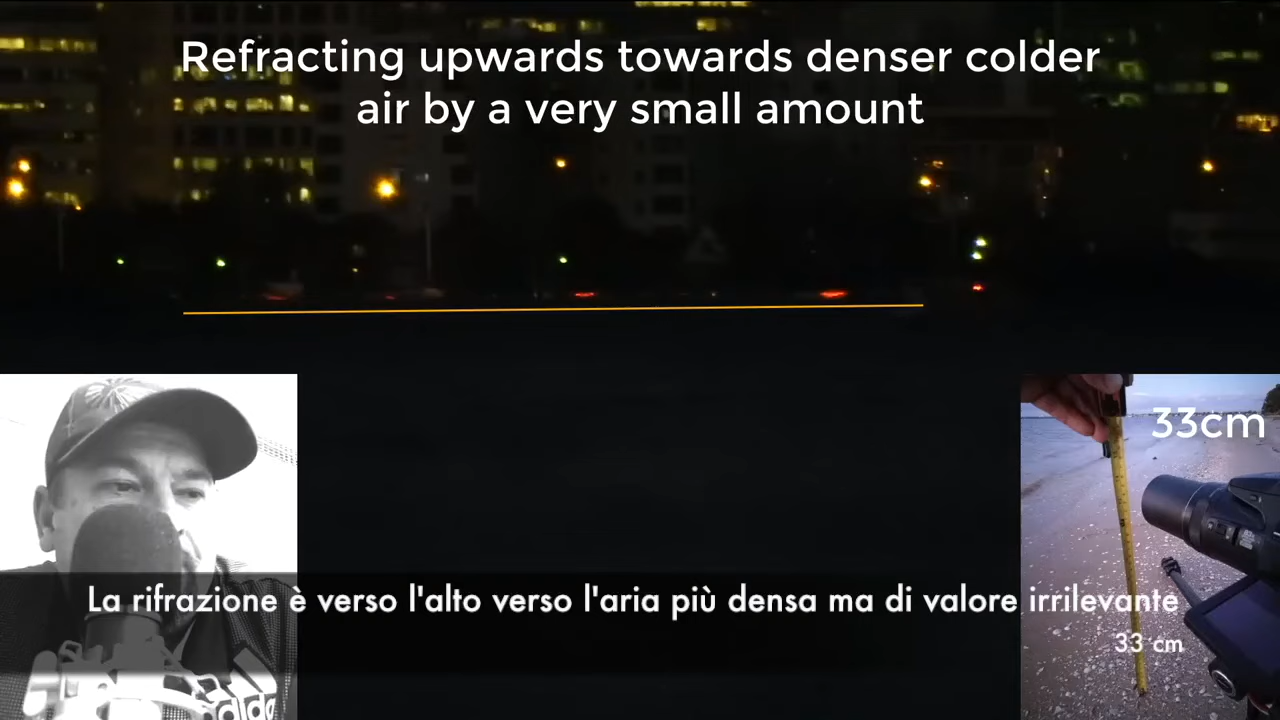 Refracting upwards towards denser colder
air by a very small amount
33cm
La rifrazione è verso l'alto verso l'aria più densa ma di valore irrilevante
33 cm
adidas